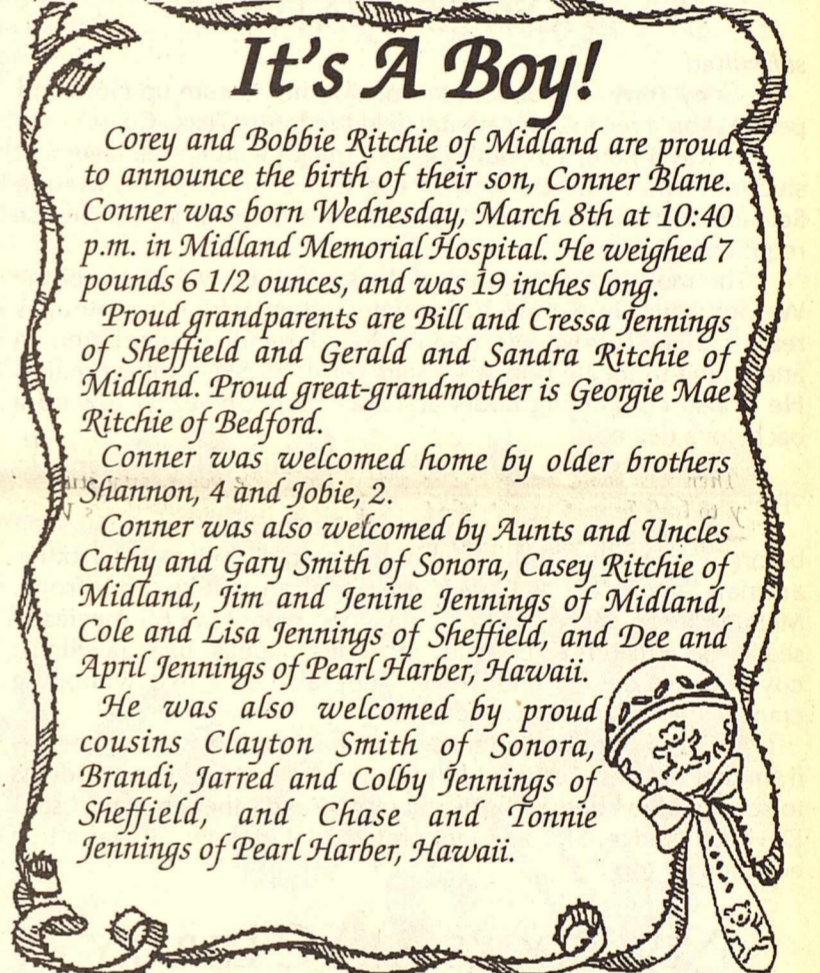 It's A Boy!
Corey and Bobbie Ritchie of Midland are proud
to announce the birth of their son, Conner Blane.
Conner was born Wednesday, March 8th at 10:40
p.m. in Midland Memorial Hospital. He weighed 7
pounds 6 1/2 ounces, and was 19 inches long.
Proud grandparents are Bill and Cressa Jennings
of Sheffield and Gerald and Sandra Ritchie of
Midland. Proud great-grandmother is Georgie Mae
Ritchie of Bedford.
Conner was welcomed home by older brothers
Shannon, 4 and Jobie, 2.
Conner was also welcomed by Aunts and Uncles
Cathy and Gary Smith of Sonora, Casey Ritchie of
Midland, Jim and Jenine Jennings of Midland,
Cole and Lisa Jennings of Sheffield, and Dee and
April Jennings of Pearl Harber, Hawaii.
He was also welcomed by proud
cousins Clayton Smith of Sonora,
Brandi, Jarred and Colby Jennings of
Sheffield, and Chase and Tonnie
Jennings of Pearl Harber, Hawaii.